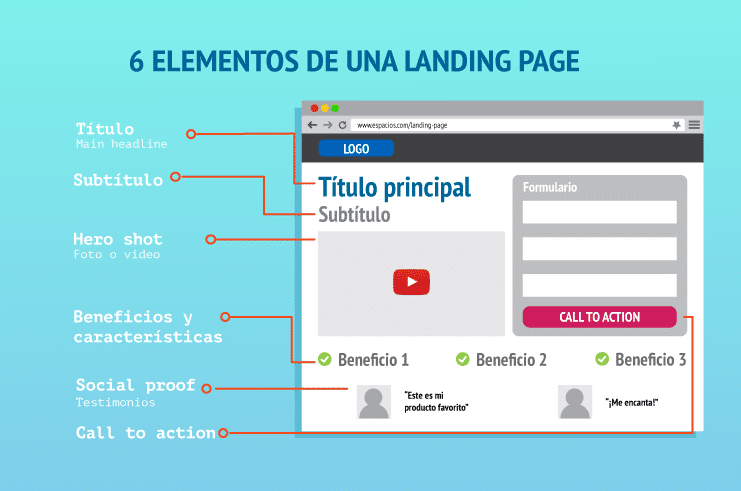 6 ELEMENTOS DE UNA LANDING PAGE
Título
Main headline
Subtítulo
Hero shot
Foto o video
Beneficios y
características
Social proof
Testimonios
Call to action
www.espacios.com/landing-page
LOGO
Título principal
Subtítulo
Formulario
CALL TO ACTION
Beneficio 1
Beneficio 2
Beneficio 3
"Este es mi
producto favorito"
"¡Me encanta!"